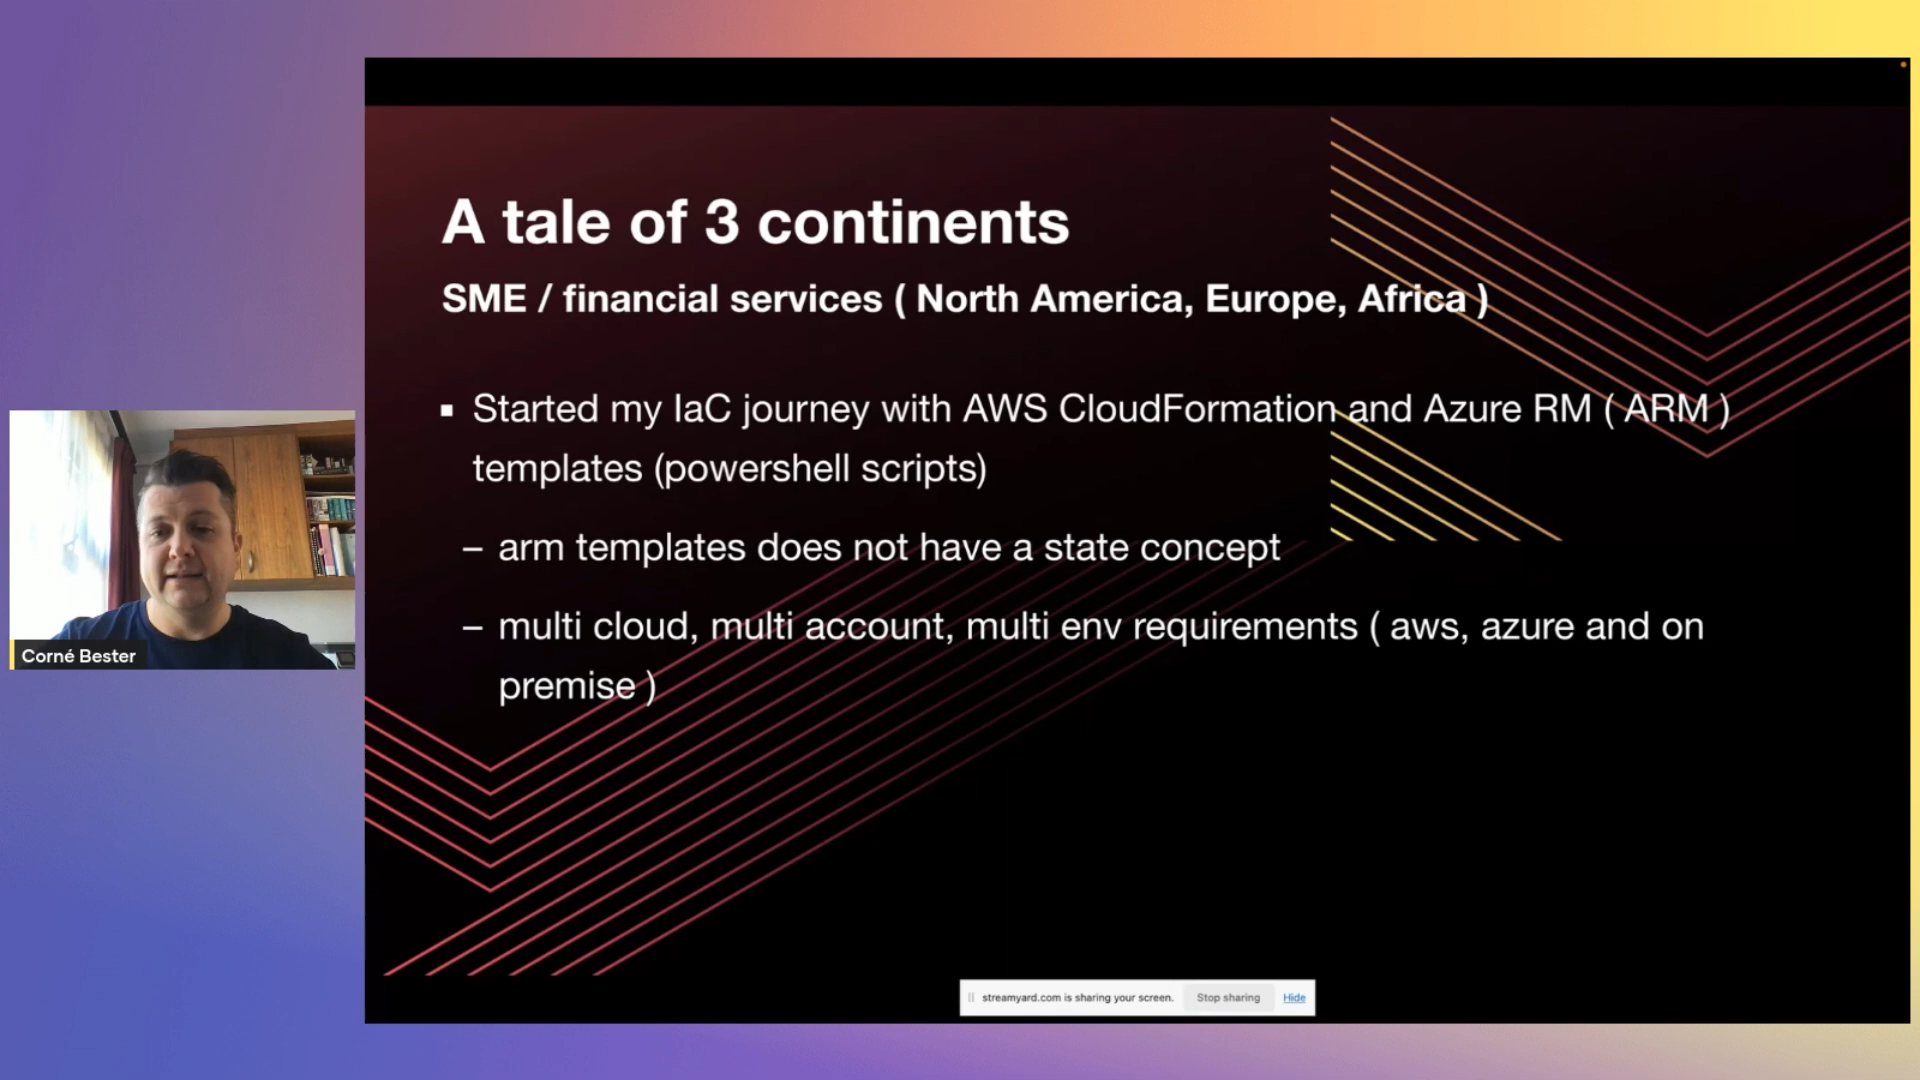 A tale of 3 continents
SME / financial services ( North America, Europe, Africa )
▪ Started my IaC journey with AWS CloudFormation and Azure RM ( ARM )
templates (powershell scripts)
– arm templates does not have a state concept
– multi cloud, multi account, multi env requirements ( aws, azure and on
premise )
Corné Bester
streamyard.com is sharing your screen. Stop sharing Hide